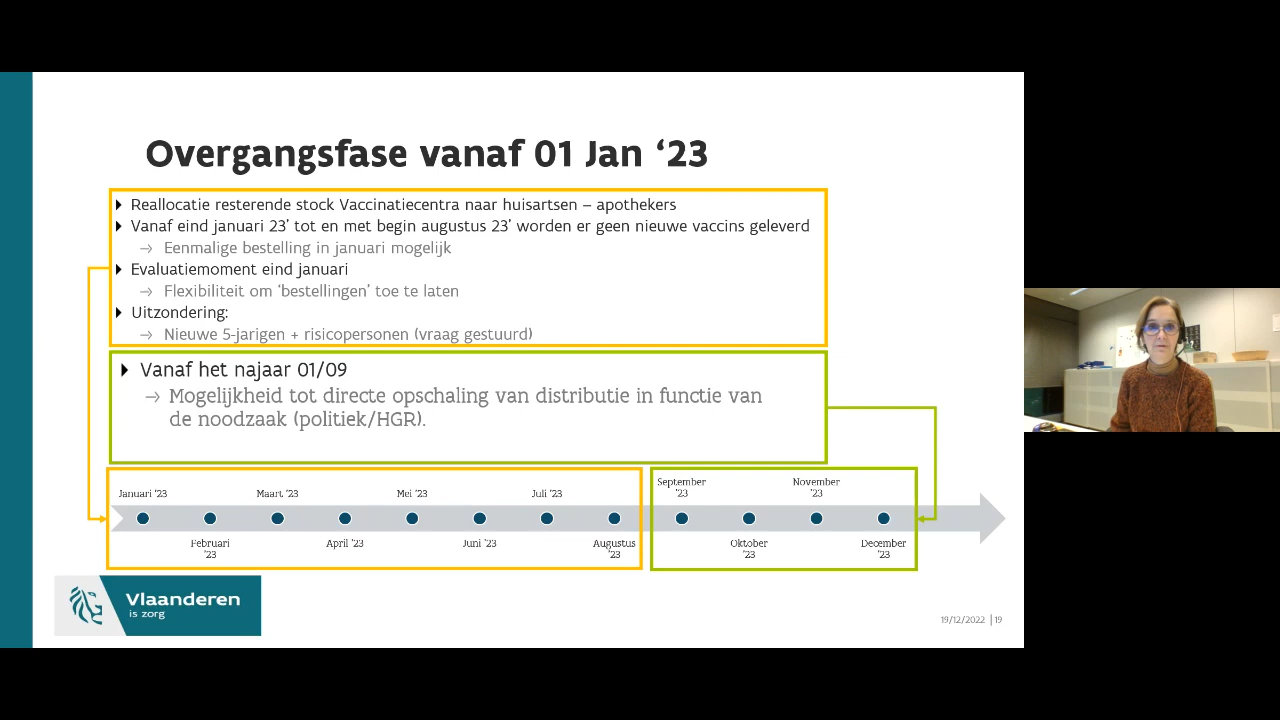 Overgangsfase vanaf 01 Jan ‘23
Reallocatie resterende stock Vaccinatiecentra naar huisartsen – apothekers
Vanaf eind januari 23’ tot en met begin augustus 23’ worden er geen nieuwe vaccins geleverd
→ Eenmalige bestelling in januari mogelijk
Evaluatiemoment eind januari
→ Flexibiliteit om ‘bestellingen’ toe te laten
Uitzondering:
→ Nieuwe 5-jarigen + risicopersonen (vraag gestuurd)
Vanaf het najaar 01/09
→ Mogelijkheid tot directe opschaling van distributie in functie van
de noodzaak (politiek/HGR).
Januari ’23
Februari
’23
Maart ’23
April ’23
Mei ’23
Juni ’23
Juli ’23
Augustus
’23
September
’23
Oktober
’23
November
’23
December
’23
Vlaanderen
is zorg
19/12/2022 | 19